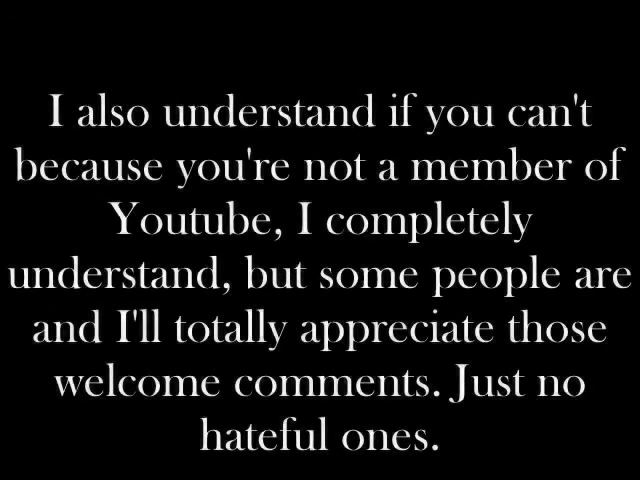 I also understand if you can't
because you're not a member of
Youtube, I completely
understand, but some people are
and I'll totally appreciate those
welcome comments. Just no
hateful ones.